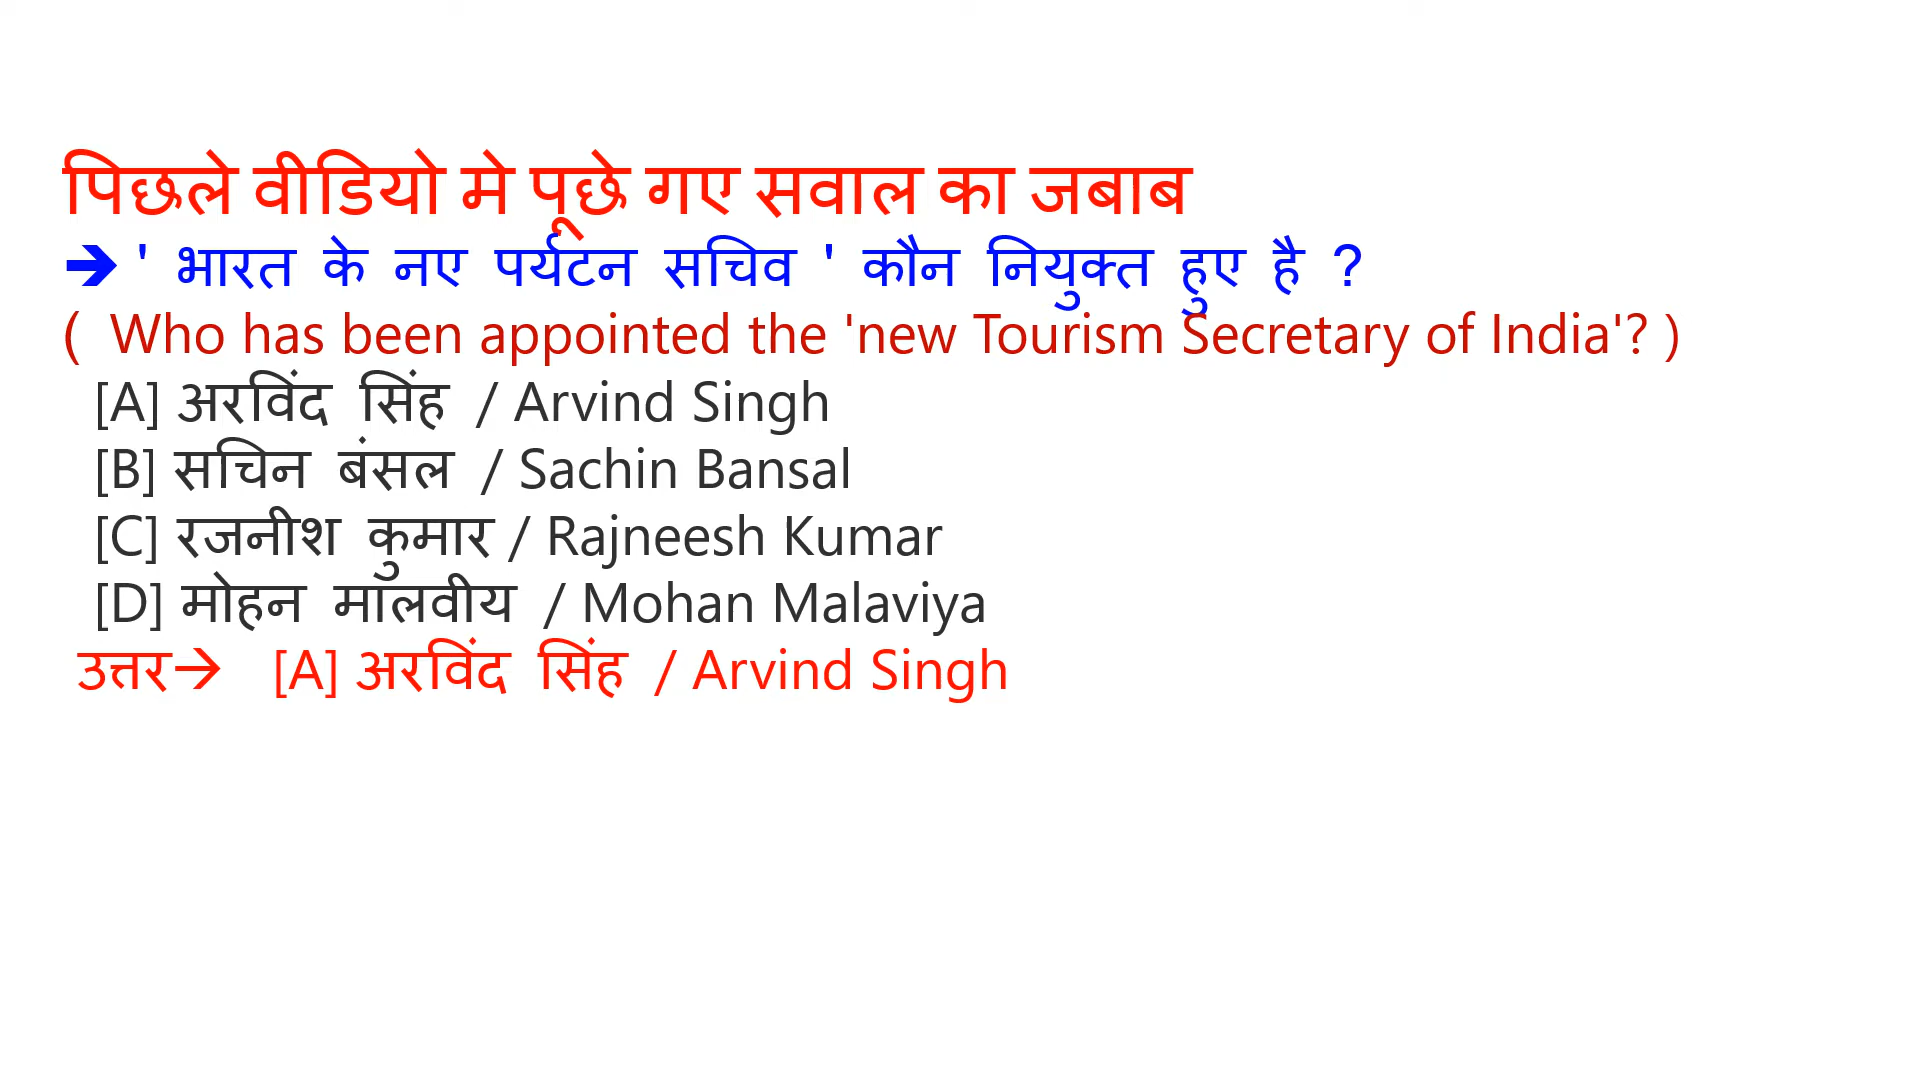 पिछले वीडियो मे पूछे गए सवाल का जबाब
🡺 ' भारत के नए पर्यटन सचिव ' कौन नियुक्त हुए है ?
( Who has been appointed the 'new Tourism Secretary of India'? )
[A] अरविंद सिंह / Arvind Singh
[B] सचिन बंसल / Sachin Bansal
[C] रजनीश कुमार / Rajneesh Kumar
[D] मोहन मालवीय / Mohan Malaviya
उत्तर→ [A] अरविंद सिंह / Arvind Singh